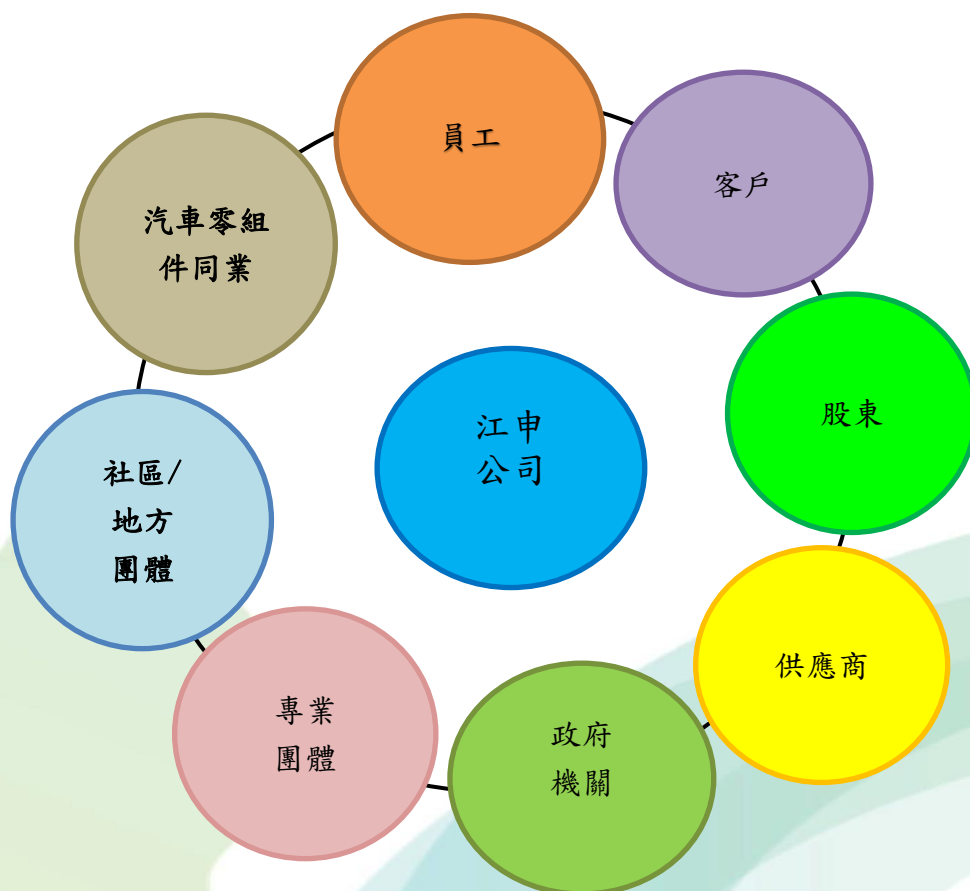 員工
客戶
股東
供應商
政府
機關
專業
團體
社區/
地方
團體
汽車零組
件同業
江申
公司